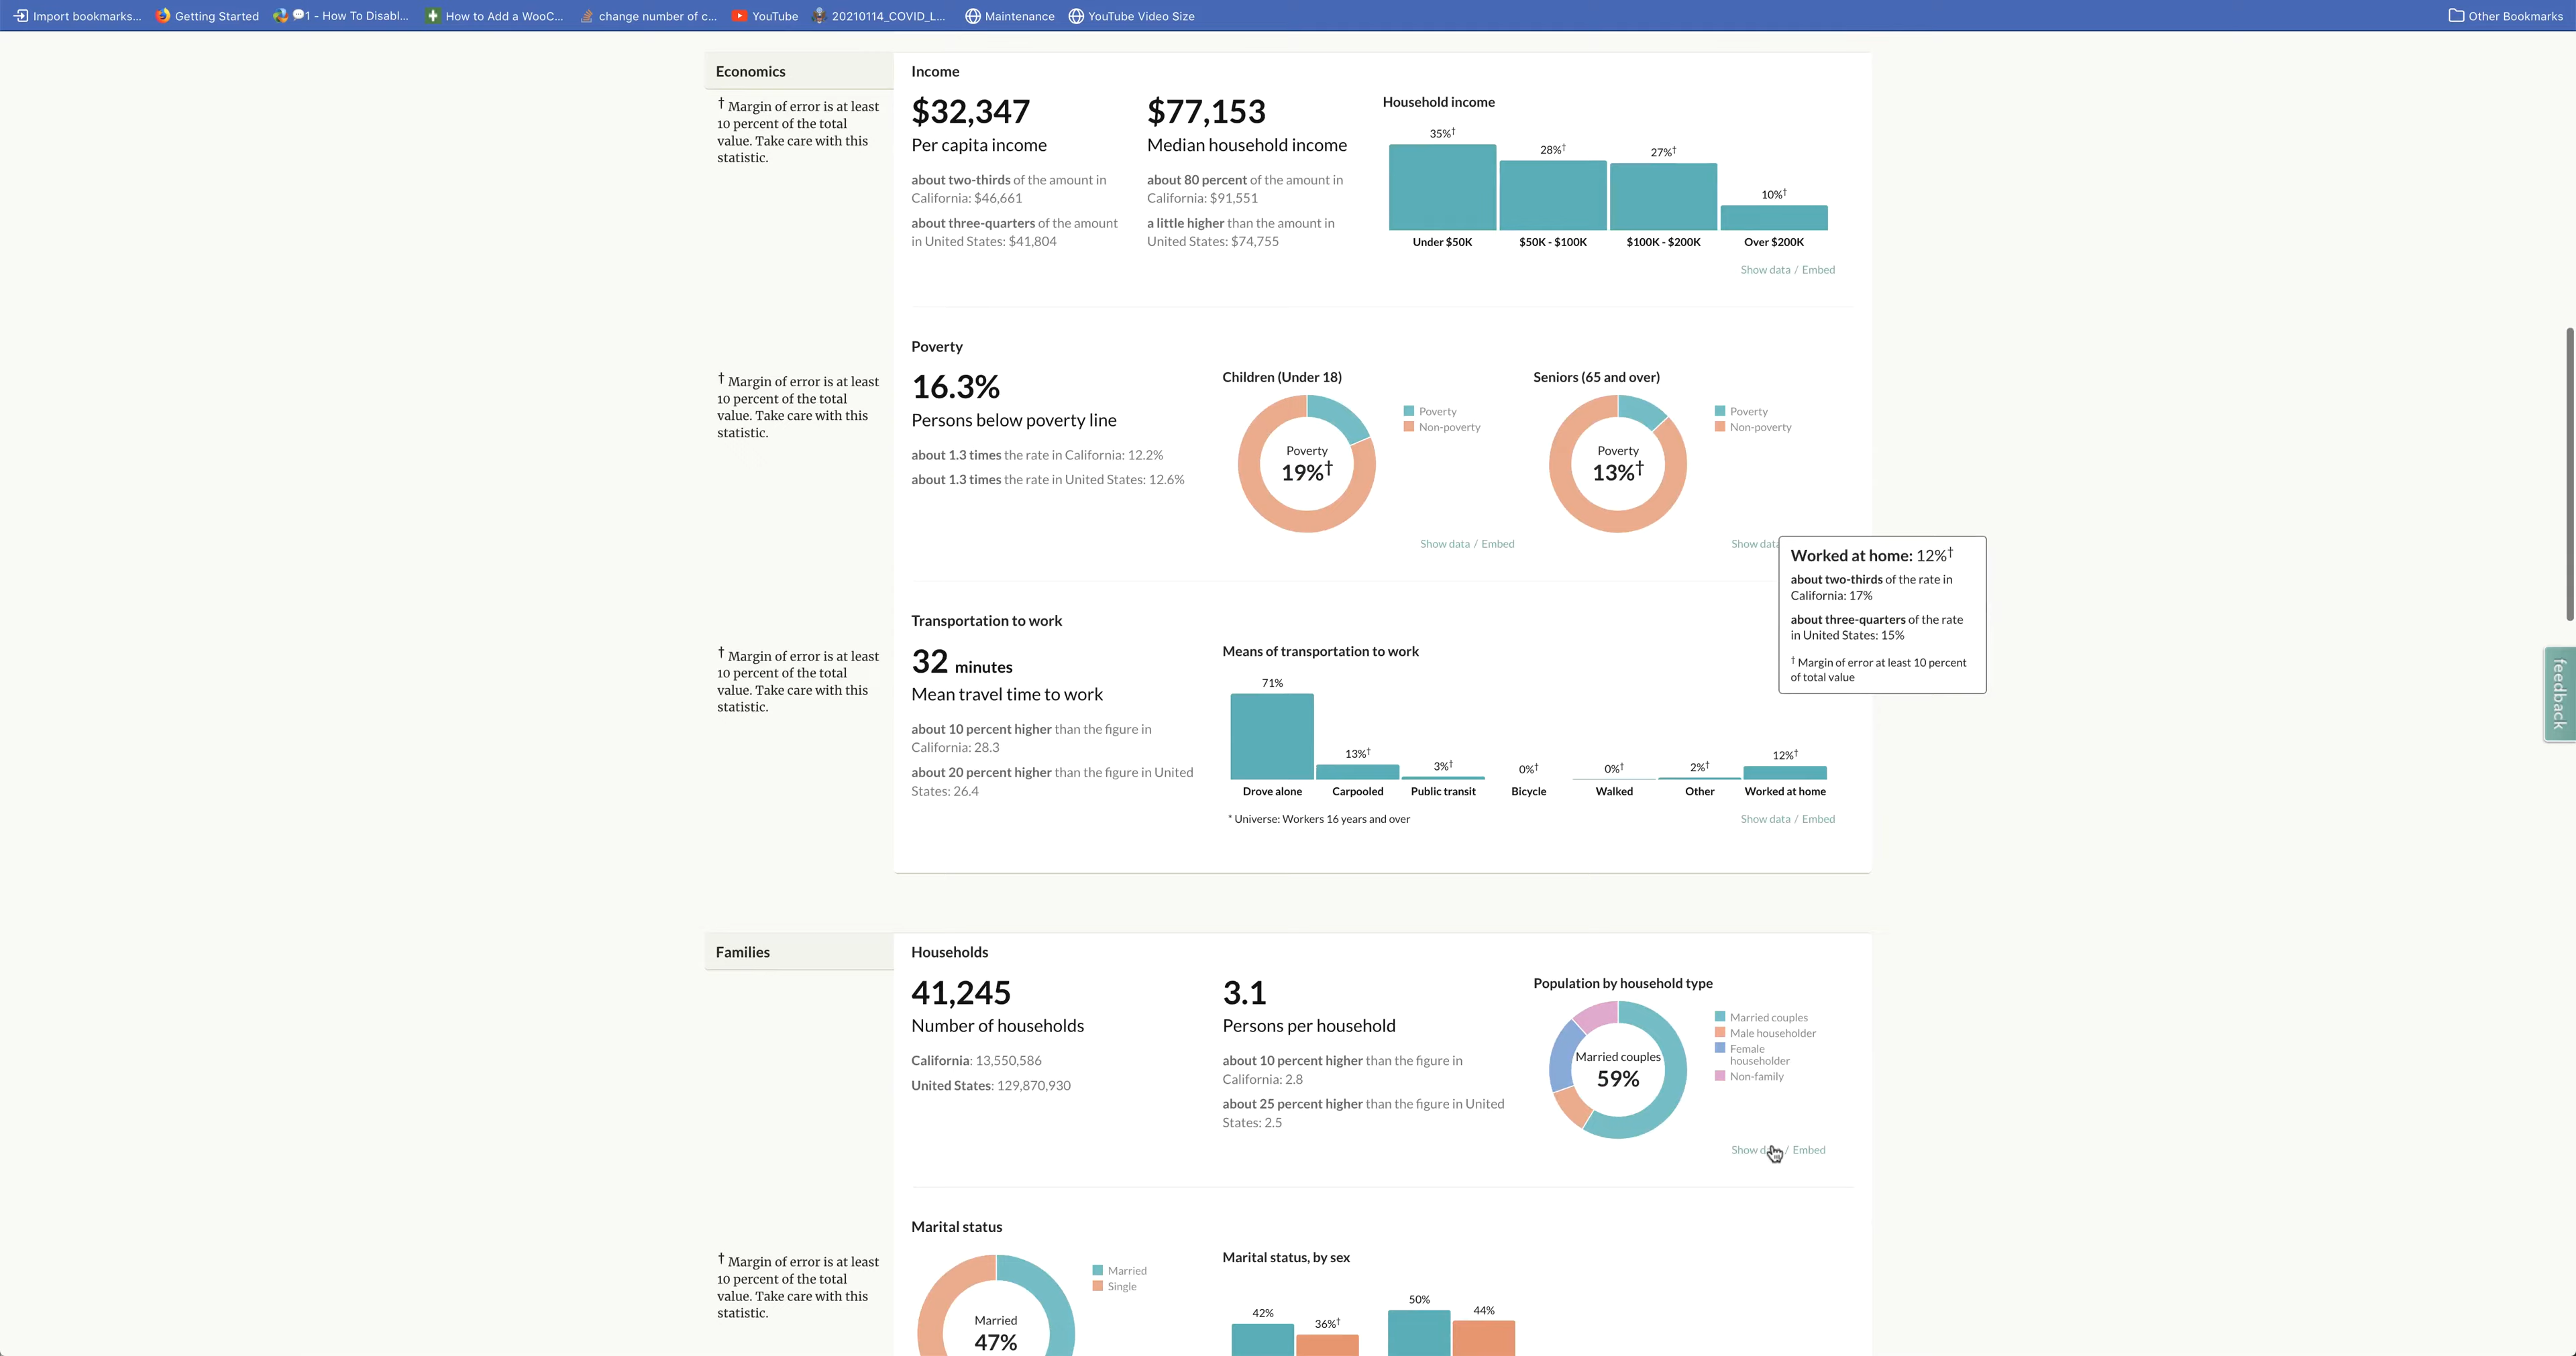 Import bookmarks...
Getting Started
1 - How To Disabl...
How to Add a WooC...
change number of c...
YouTube
20210114_COVID_L...
Maintenance
YouTube Video Size
Other Bookmarks
Economics
† Margin of error is at least
10 percent of the total
value. Take care with this
statistic.
Income
$32,347
Per capita income
about two-thirds of the amount in
California: $46,661
about three-quarters of the amount
in United States: $41,804
$77,153
Median household income
about 80 percent of the amount in
California: $91,551
a little higher than the amount in
United States: $74,755
Household income
35%†
28%†
27%†
10%†
Under $50K
$50K - $100K
$100K - $200K
Over $200K
Show data / Embed
† Margin of error is at least
10 percent of the total
value. Take care with this
statistic.
Poverty
16.3%
Persons below poverty line
about 1.3 times the rate in California: 12.2%
about 1.3 times the rate in United States: 12.6%
Children (Under 18)
Poverty
19%†
Poverty
Non-poverty
Show data / Embed
Seniors (65 and over)
Poverty
13%†
Poverty
Non-poverty
Show data
Worked at home: 12%†
about two-thirds of the rate in
California: 17%
about three-quarters of the rate
in United States: 15%
† Margin of error at least 10 percent
of total value
feedback
† Margin of error is at least
10 percent of the total
value. Take care with this
statistic.
Transportation to work
32 minutes
Mean travel time to work
about 10 percent higher than the figure in
California: 28.3
about 20 percent higher than the figure in United
States: 26.4
Means of transportation to work
71%
13%†
3%†
0%†
0%†
2%†
12%†
Drove alone
Carpooled
Public transit
Bicycle
Walked
Other
Worked at home
* Universe: Workers 16 years and over
Show data / Embed
Families
Households
41,245
Number of households
California: 13,550,586
United States: 129,870,930
3.1
Persons per household
about 10 percent higher than the figure in
California: 2.8
about 25 percent higher than the figure in United
States: 2.5
Population by household type
Married couples
59%
Married couples
Male householder
Female
householder
Non-family
Show / Embed
† Margin of error is at least
10 percent of the total
value. Take care with this
statistic.
Marital status
Married
47%
Married
Single
Marital status, by sex
42%
36%†
50%
44%